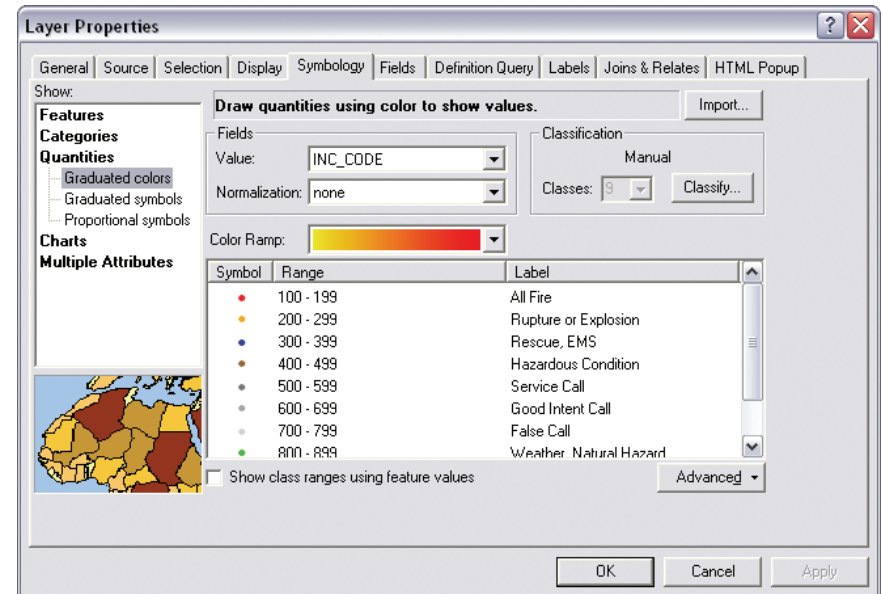 Layer Properties
General Source Selection Display Symbology Fields Definition Query Labels Joins & Relates HTML Popup
Show:
Features
Categories
Quantities
Graduated colors
Graduated symbols
Proportional symbols
Charts
Multiple Attributes
Draw quantities using color to show values.
Import...
Fields
Value: INC_CODE
Normalization: none
Classification
Manual
Classes: 9 Classify...
Color Ramp:
Symbol Range Label
100 - 199 All Fire
200 - 299 Rupture or Explosion
300 - 399 Rescue, EMS
400 - 499 Hazardous Condition
500 - 599 Service Call
600 - 699 Good Intent Call
700 - 799 False Call
800 - 899 Weather, Natural Hazard
Show class ranges using feature values
Advanced
OK Cancel Apply